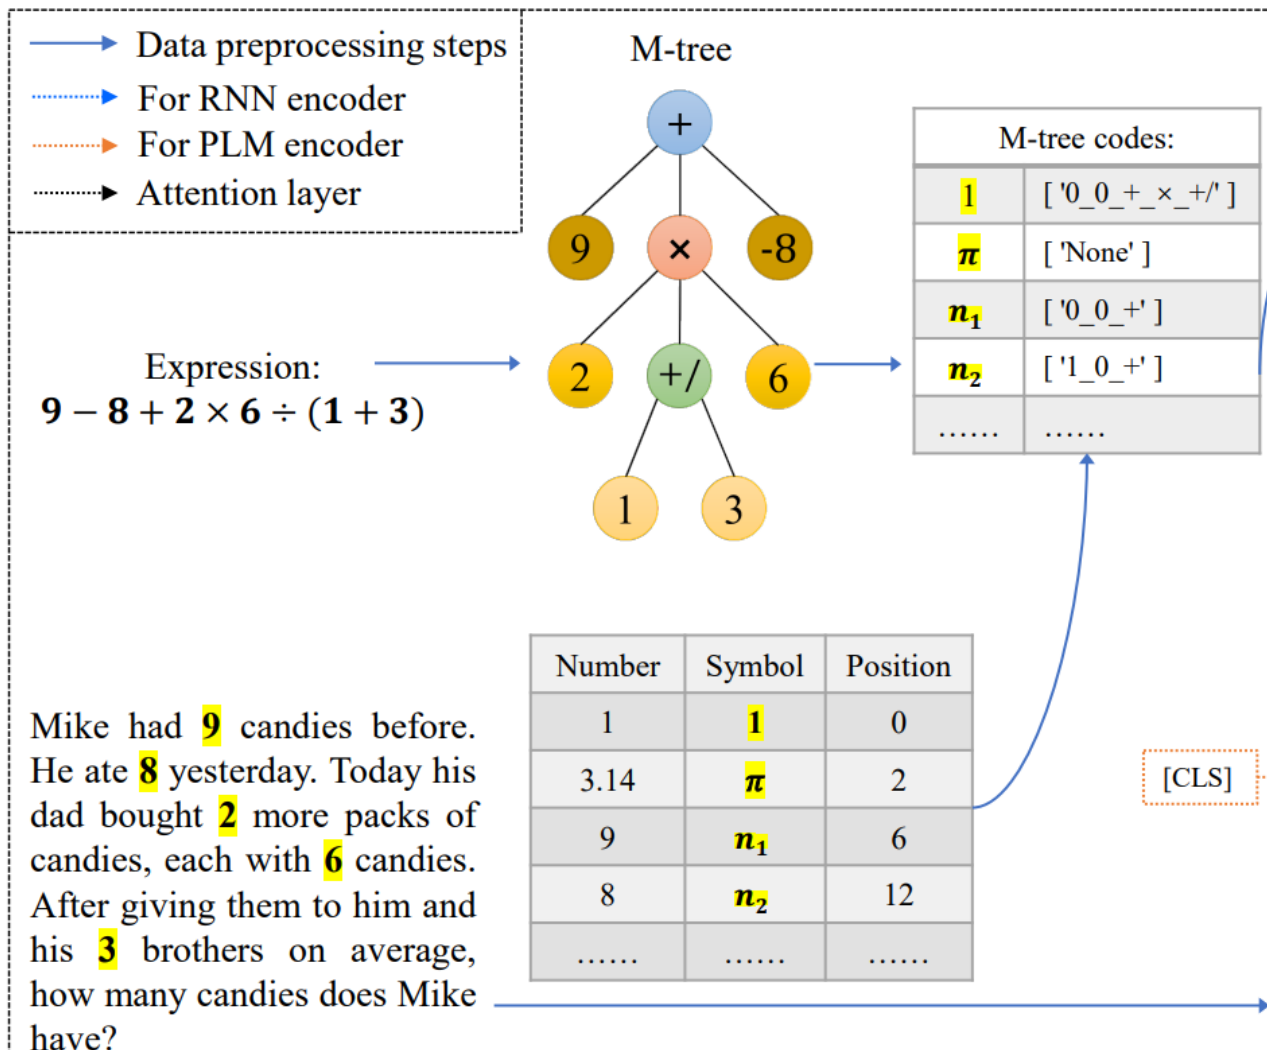 Data preprocessing steps
For RNN encoder
For PLM encoder
Attention layer
M-tree
+
9 × -8
2 +/ 6
1 3
Expression:
9 − 8 + 2 × 6 ÷ (1 + 3)
M-tree codes:
1 [ '0_0_+_×_+/' ]
π [ 'None' ]
n₁ [ '0_0_+' ]
n₂ [ '1_0_+' ]
...... ......
Number Symbol Position
1 1 0
3.14 π 2
9 n₁ 6
8 n₂ 12
...... ...... ......
Mike had 9 candies before.
He ate 8 yesterday. Today his
dad bought 2 more packs of
candies, each with 6 candies.
After giving them to him and
his 3 brothers on average,
how many candies does Mike
have?
[CLS]